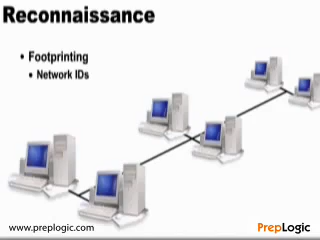 Reconnaissance
• Footprinting
• Network IDs
www.preplogic.com
PrepLogic